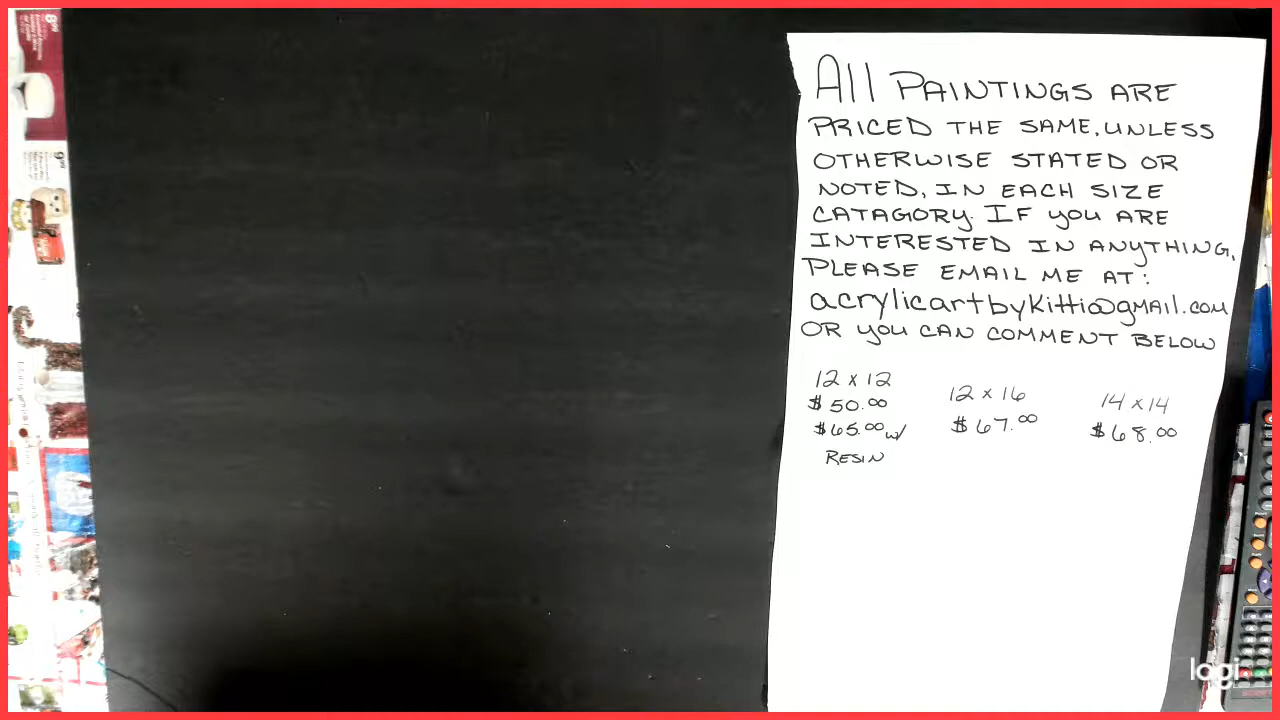 All PAINTINGS ARE
PRICED THE SAME, UNLESS
OTHERWISE STATED OR
NOTED, IN EACH SIZE
CATAGORY. IF YOU ARE
INTERESTED IN ANYTHING,
PLEASE EMAIL ME AT:
acrylicartbykitti@gmail.com
OR YOU CAN COMMENT BELOW
12 x 12
$50.00
$65.00 w/
RESIN
12 x 16
$67.00
14 x 14
$68.00
logi